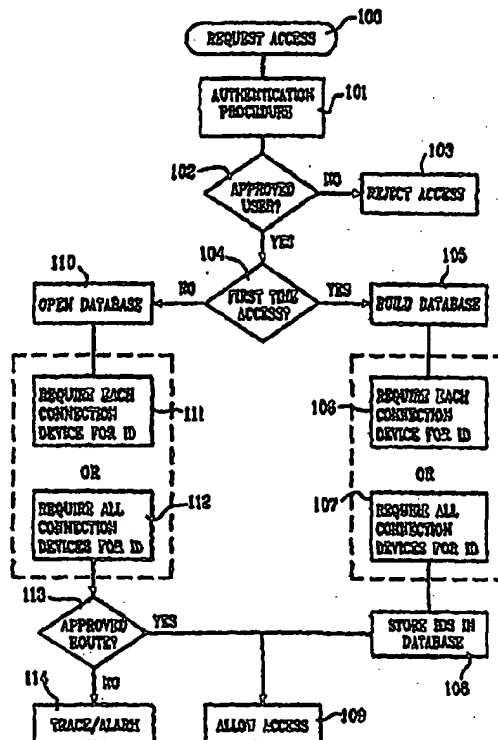 100
REQUEST ACCESS
101
AUTHENTICATION
PROCEDURE
102
APPROVED
USER?
NO
103
REJECT ACCESS
YES
104
FIRST TIME
ACCESS?
NO
YES
110
OPEN DATABASE
105
BUILD DATABASE
REQUIRE EACH
CONNECTION
DEVICE FOR ID
111
106
REQUIRE EACH
CONNECTION
DEVICE FOR ID
OR
OR
REQUIRE ALL
CONNECTION
DEVICES FOR ID
112
107
REQUIRE ALL
CONNECTION
DEVICES FOR ID
113
APPROVED
ROUTE?
YES
STORE IDS IN
DATABASE
108
NO
114
TRACE/ALARM
ALLOW ACCESS
109